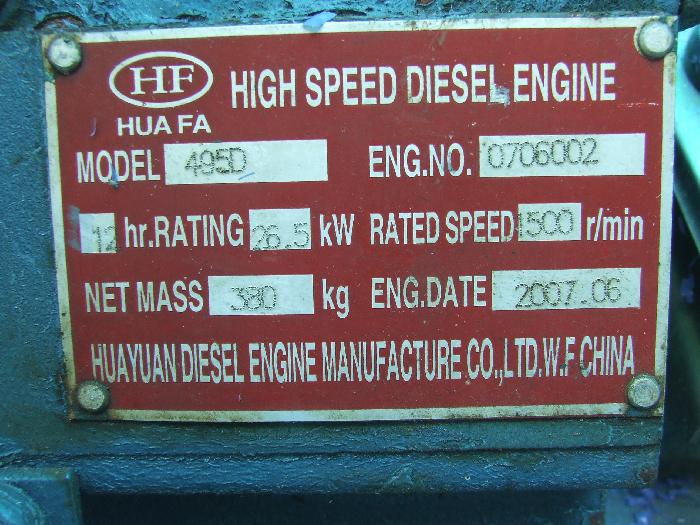 HF
HUA FA
HIGH SPEED DIESEL ENGINE
MODEL 495D ENG.NO. 0706002
12 hr.RATING 26.5 kW RATED SPEED 1500 r/min
NET MASS 380 kg ENG.DATE 2007.06
HUAYUAN DIESEL ENGINE MANUFACTURE CO.,LTD.W.F.CHINA